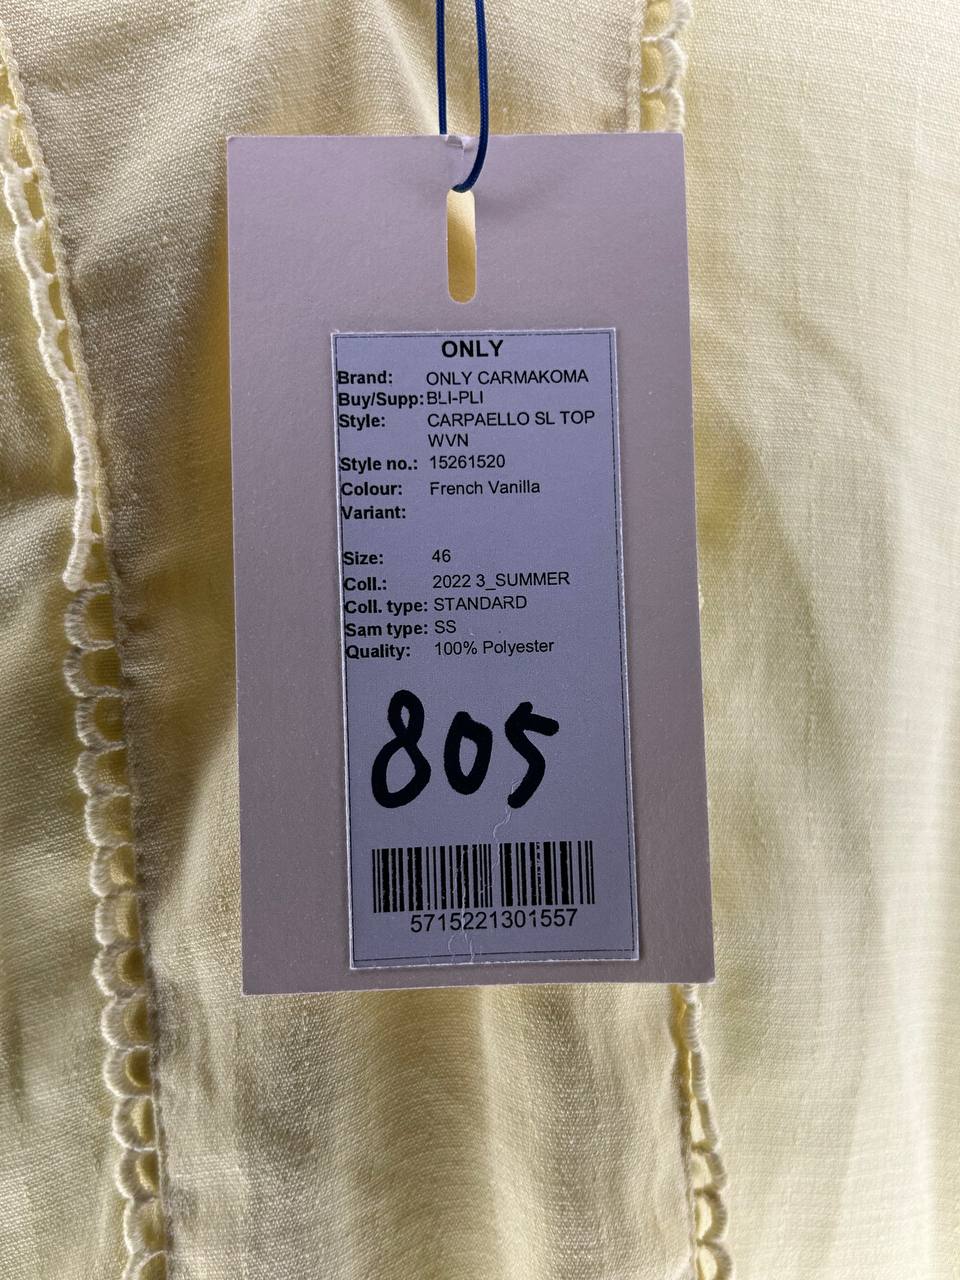 ONLY
Brand: ONLY CARMAKOMA
Buy/Supp: BLI-PLI
Style: CARPAELLO SL TOP
WVN
Style no.: 15261520
Colour: French Vanilla
Variant:
Size: 46
Coll.: 2022 3_SUMMER
Coll. type: STANDARD
Sam type: SS
Quality: 100% Polyester
805
5715221301557